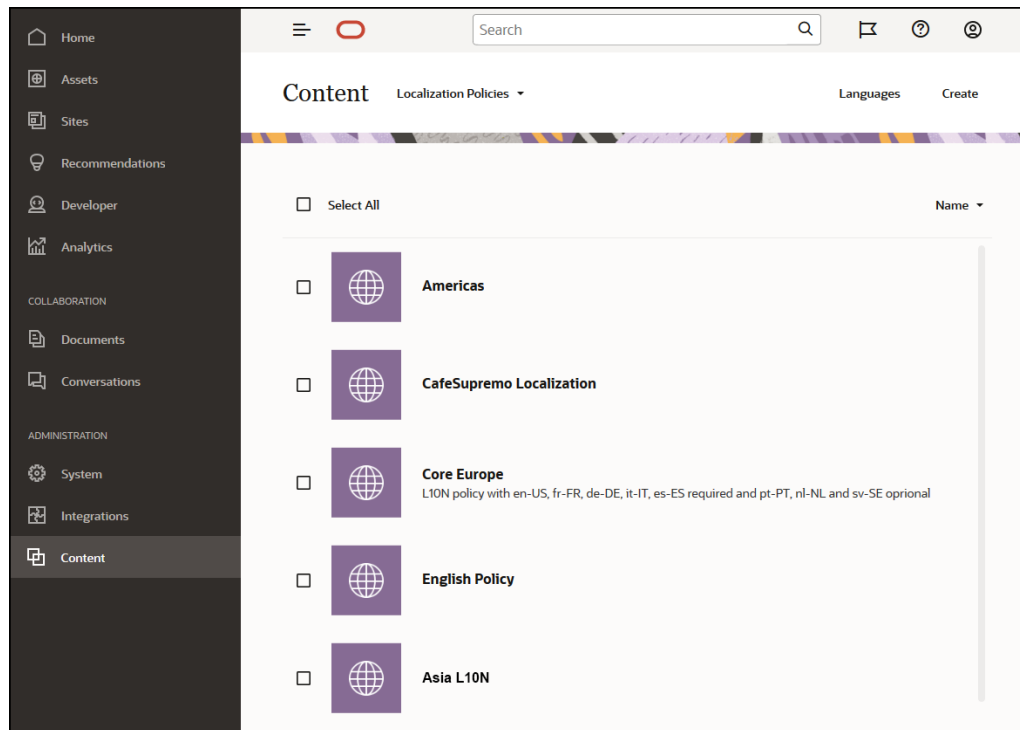 Home
Assets
Sites
Recommendations
Developer
Analytics
COLLABORATION
Documents
Conversations
ADMINISTRATION
System
Integrations
Content
Search
Content
Localization Policies
Languages
Create
Select All
Name
Americas
CafeSupremo Localization
Core Europe
L10N policy with en-US, fr-FR, de-DE, it-IT, es-ES required and pt-PT, nl-NL and sv-SE oprional
English Policy
Asia L10N